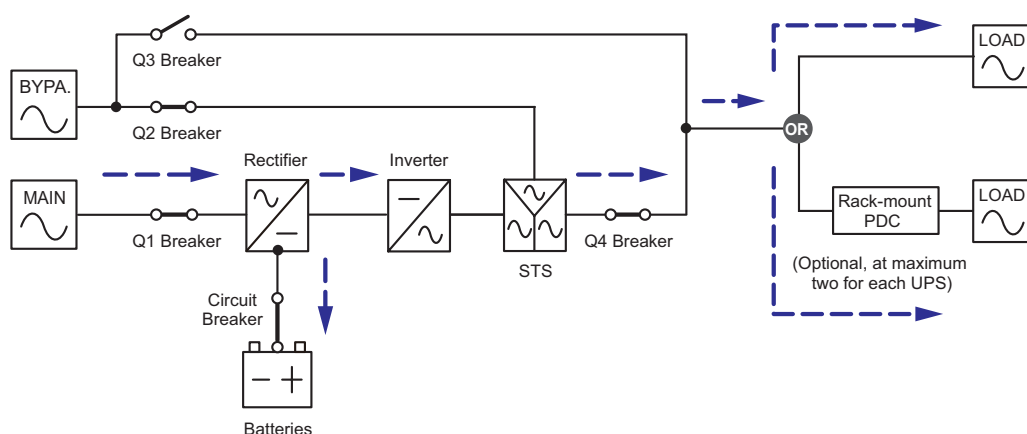 Q3 Breaker
BYPA.
Q2 Breaker
LOAD
OR
Rectifier
Inverter
MAIN
Q1 Breaker
STS
Q4 Breaker
Rack-mount
PDC
LOAD
(Optional, at maximum
two for each UPS)
Circuit
Breaker
Batteries